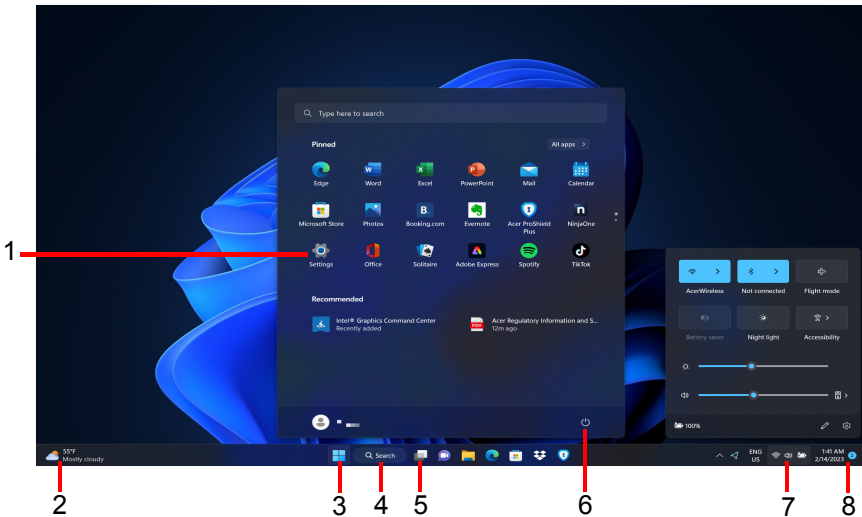 Type here to search
Pinned
All apps >
Edge
Word
Excel
PowerPoint
Mail
Calendar
Microsoft Store
Photos
B.
Booking.com
Evernote
Acer ProShield Plus
n
NinjaOne
1
Settings
Office
Solitaire
Adobe Express
Spotify
TikTok
Recommended
Intel® Graphics Command Center
Recently added
PDF
Acer Regulatory Information and S...
12m ago
AcerWireless
Not connected
Flight mode
Battery saver
Night light
Accessibility
100%
55°F
Mostly cloudy
Search
ENG
US
1:41 AM
2/14/2023
2
2
3
4
5
6
7
8